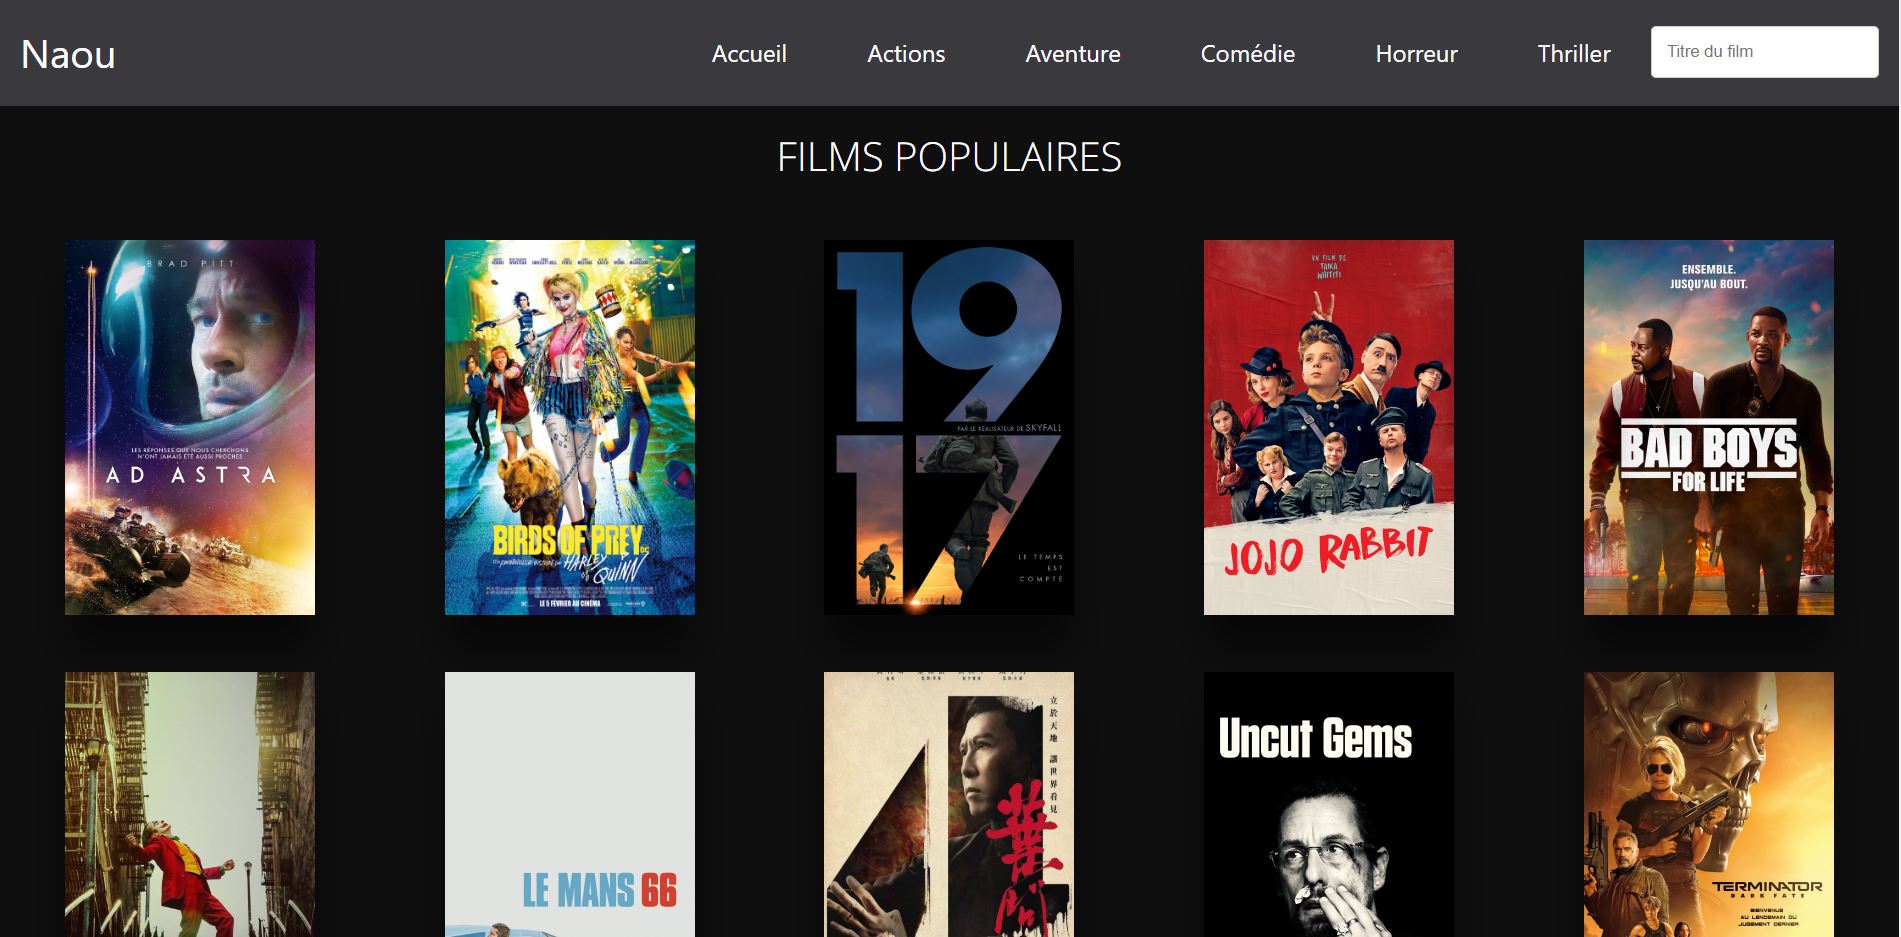 Naou
Accueil
Actions
Aventure
Comédie
Horreur
Thriller
Titre du film
FILMS POPULAIRES
BRAD PITT
LES RÉPONSES QUE NOUS CHERCHONS
N'ONT JAMAIS ÉTÉ AUSSI PROCHES
AD ASTRA
BIRDS OF PREY
HARLEY
QUINN
LE 5 FÉVRIER AU CINÉMA
19
PAR LE RÉALISATEUR DE SKYFALL
17
LE TEMPS
EST
COMPTÉ
UN FILM DE
TAIKA
WAITITI
JOJO RABBIT
ENSEMBLE.
JUSQU'AU BOUT.
BAD BOYS
FOR LIFE
LE MANS 66
4
立於天地 讓世界看見
葉問
Uncut Gems
TERMINATOR
DARK FATE
BIENVENUE
AU LENDEMAIN DU
JUGEMENT DERNIER